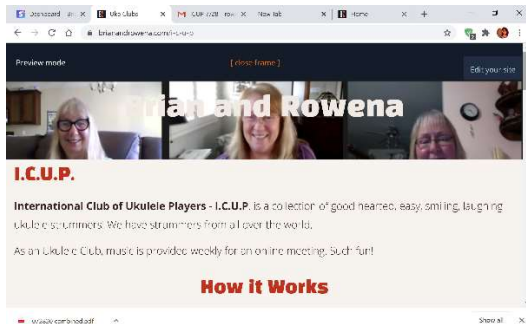 Uke Clubs
New Tab
Home
brianandrowena.com/i-c-u-p
Preview mode
[ close frame ]
Edit your site
Brian and Rowena
I.C.U.P.
International Club of Ukulele Players - I.C.U.P. is a collection of good hearted, easy, smiling, laughing
ukulele strummers. We have strummers from all over the world.
As an Ukulele Club, music is provided weekly for an online meeting. Such fun!
How it Works
combined.pdf
Show all